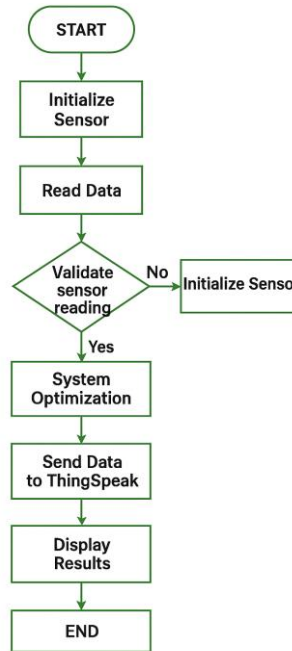 START
Initialize
Sensor
Read Data
Validate
sensor
reading
No
Initialize Sensor
Yes
System
Optimization
Send Data
to ThingSpeak
Display
Results
END